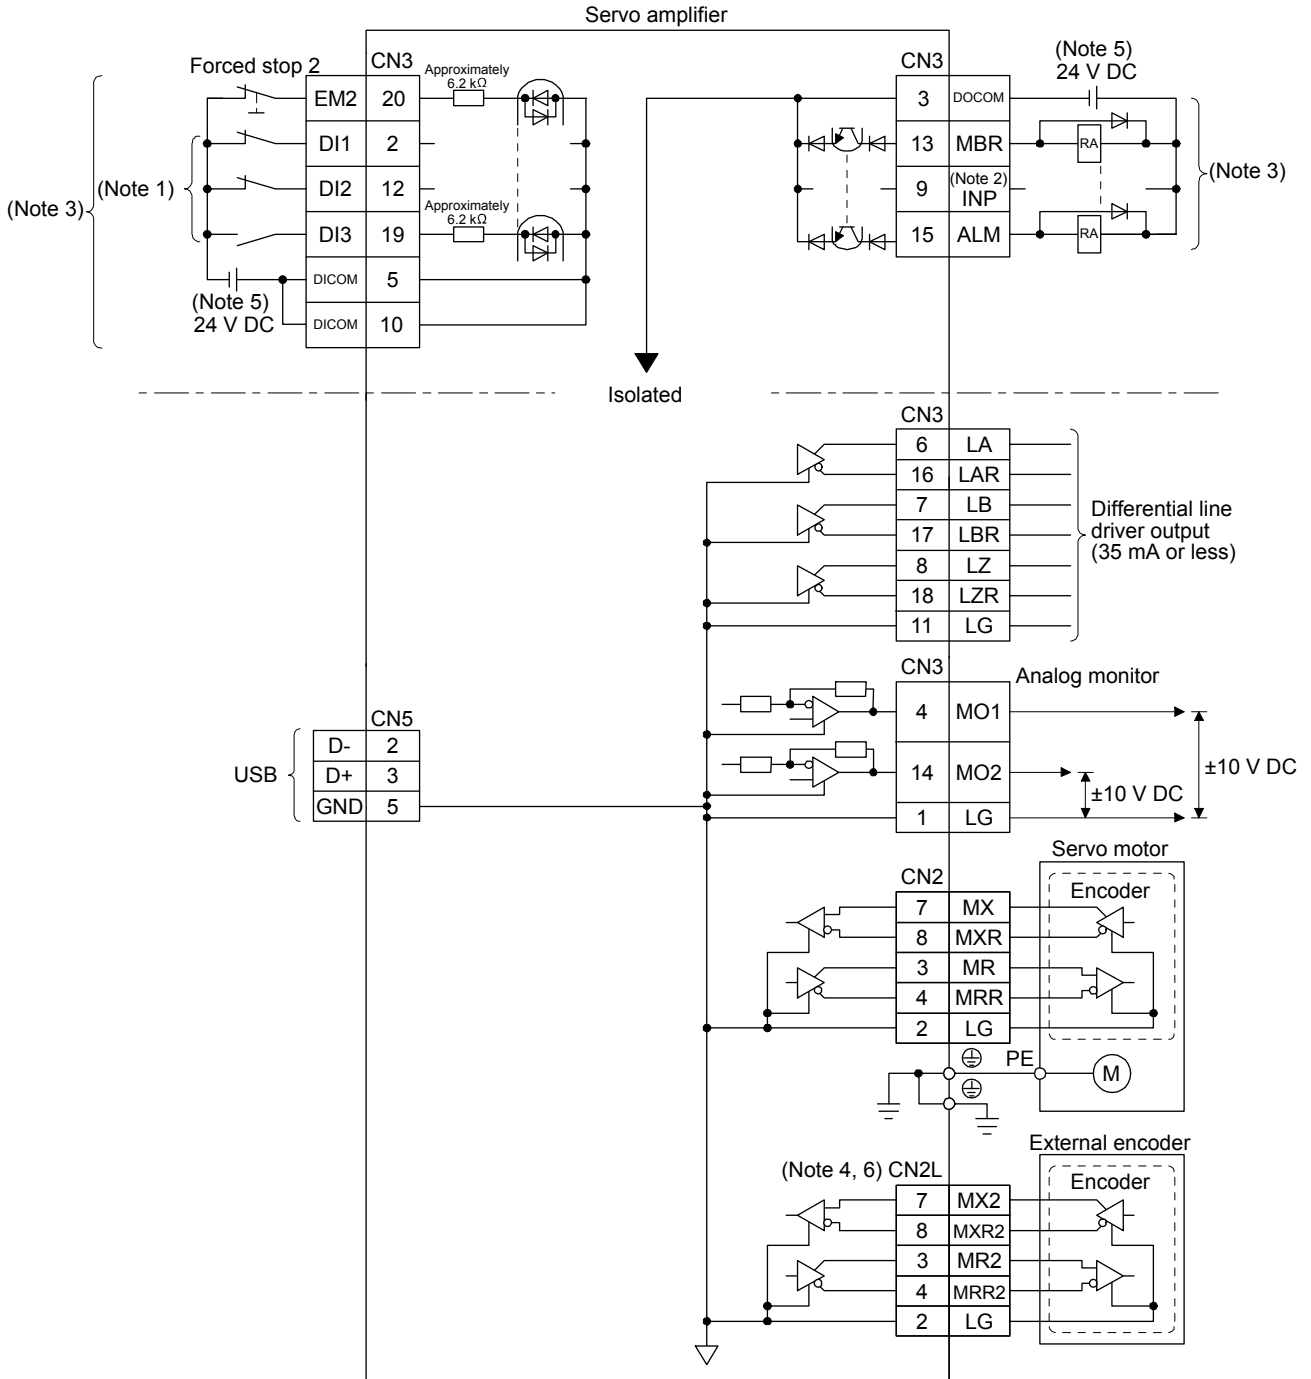 Servo amplifier
Forced stop 2
CN3
Approximately
6.2 kΩ
EM2 20
DI1 2
DI2 12
Approximately
6.2 kΩ
DI3 19
DICOM 5
DICOM 10
(Note 3)
(Note 1)
(Note 5)
24 V DC
CN3
(Note 5)
24 V DC
3 DOCOM
13 MBR
RA
9 (Note 2)
INP
15 ALM
RA
(Note 3)
Isolated
CN3
6 LA
16 LAR
7 LB
17 LBR
8 LZ
18 LZR
11 LG
Differential line
driver output
(35 mA or less)
CN3
Analog monitor
4 MO1
14 MO2
1 LG
±10 V DC
±10 V DC
CN5
USB
D- 2
D+ 3
GND 5
Servo motor
CN2
Encoder
7 MX
8 MXR
3 MR
4 MRR
2 LG
PE
M
External encoder
(Note 4, 6) CN2L
Encoder
7 MX2
8 MXR2
3 MR2
4 MRR2
2 LG